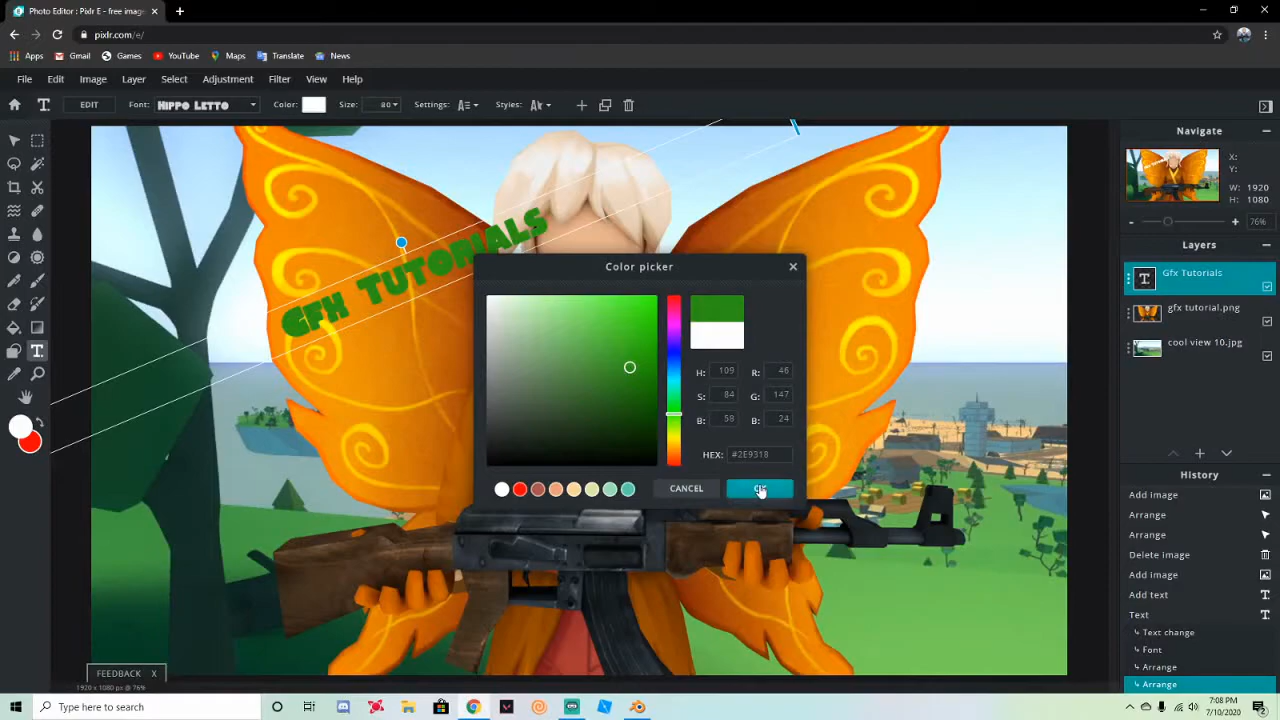 Photo Editor: Pixlr E - free imag
pixlr.com/e/
Apps Gmail YouTube Games Maps Translate News
File Edit Image Layer Select Adjustment Filter View Help
EDIT Font: HIPPO LETTO Color: Size: 80 Settings: Styles:
Navigate
X:
Y:
W: 1920
H: 1080
76%
Layers
Gfx Tutorials
gfx tutorial.png
cool view 10.jpg
GFX TUTORIALS
Color picker
H: 109 R: 46
S: 84 G: 147
B: 58 B: 24
HEX: #2E9318
CANCEL
History
Add image
Arrange
Arrange
Delete image
Add image
Add text
Text
Text change
Font
Arrange
Arrange
FEEDBACK X
1920 x 1080 px @ 76%
Type here to search
7:08 PM
7/10/2020